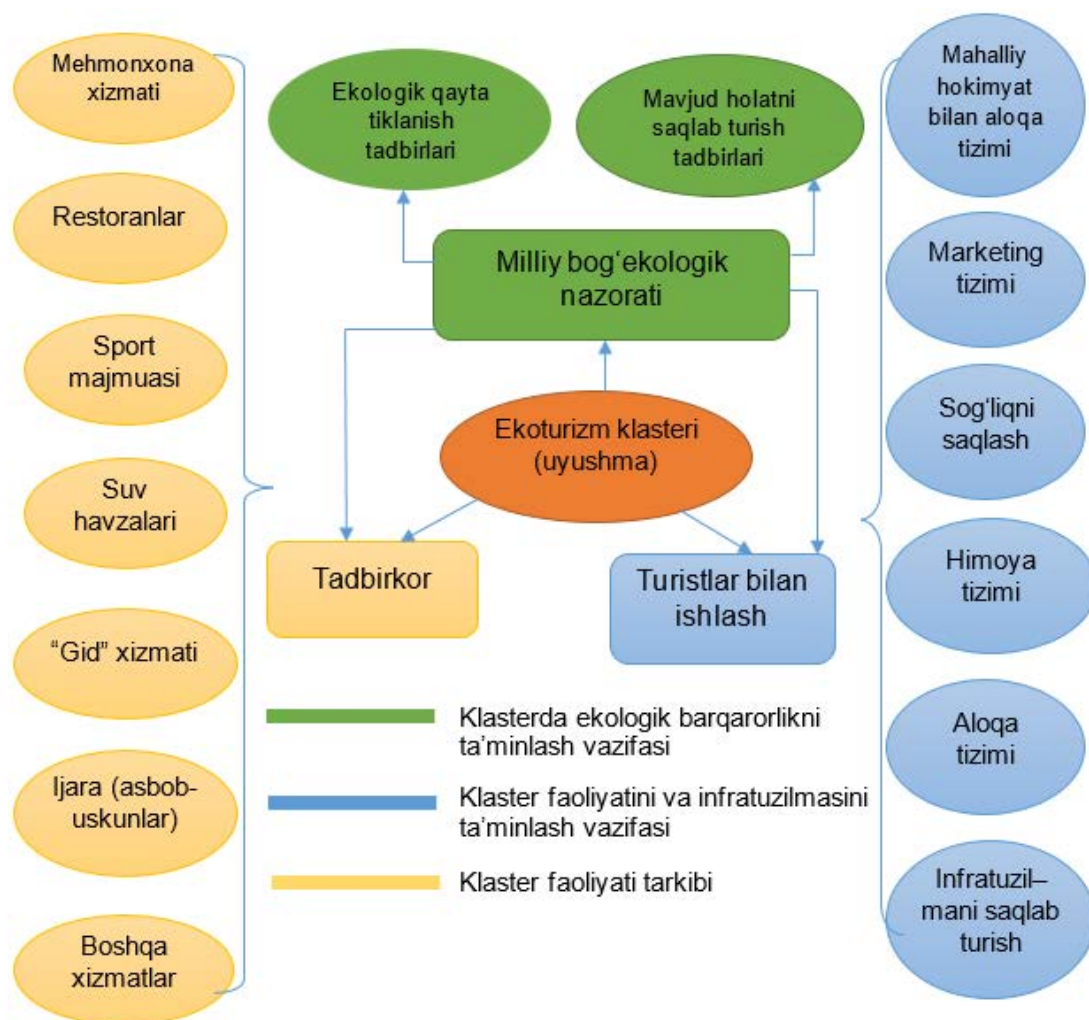 Mehmonxona
xizmati
Restoranlar
Sport
majmuasi
Suv
havzalari
“Gid” xizmati
Ijara (asbob-
uskunlar)
Boshqa
xizmatlar
Ekologik qayta
tiklanish
tadbirlari
Mavjud holatni
saqlab turish
tadbirlari
Milliy bog‘ekologik
nazorati
Ekoturizm klasteri
(uyushma)
Tadbirkor
Turistlar bilan
ishlash
Klasterda ekologik barqarorlikni
ta’minlash vazifasi
Klaster faoliyatini va infratuzilmasini
ta’minlash vazifasi
Klaster faoliyati tarkibi
Mahalliy
hokimyat
bilan aloqa
tizimi
Marketing
tizimi
Sog‘liqni
saqlash
Himoya
tizimi
Aloqa
tizimi
Infratuzil–
mani saqlab
turish